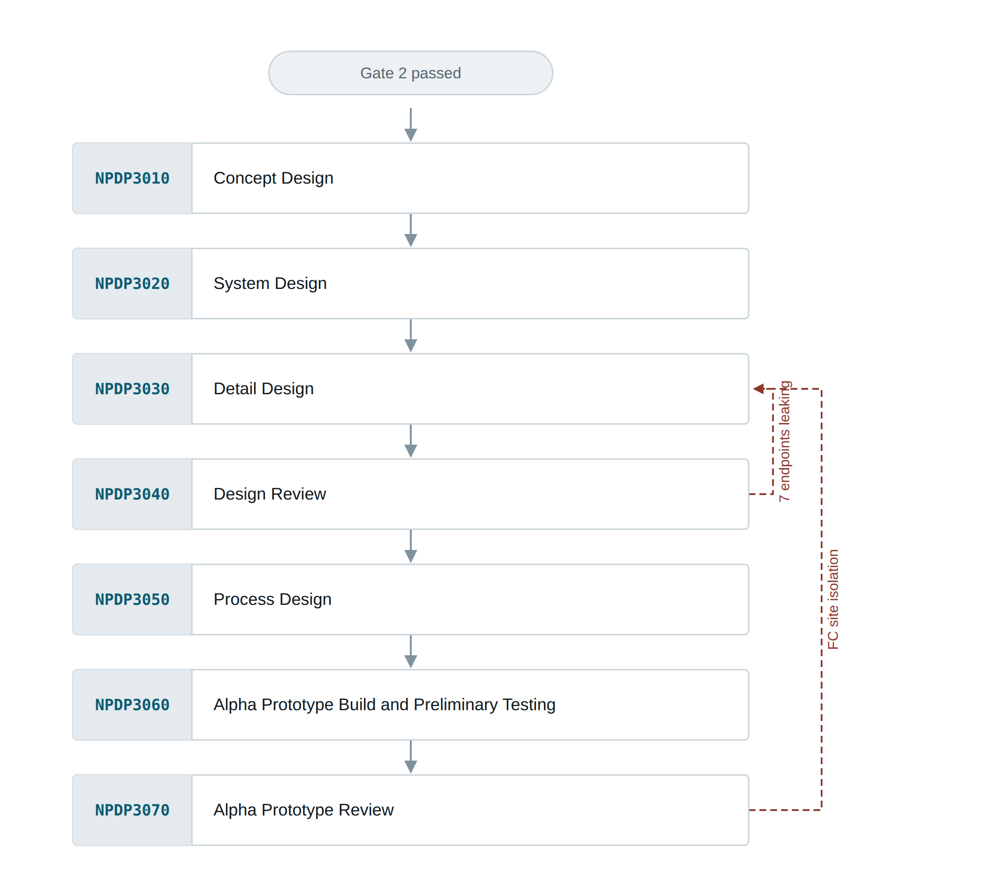 Gate 2 passed
NPDP3010 Concept Design
NPDP3020 System Design
NPDP3030 Detail Design
7 endpoints leaking
NPDP3040 Design Review
FC site isolation
NPDP3050 Process Design
NPDP3060 Alpha Prototype Build and Preliminary Testing
NPDP3070 Alpha Prototype Review